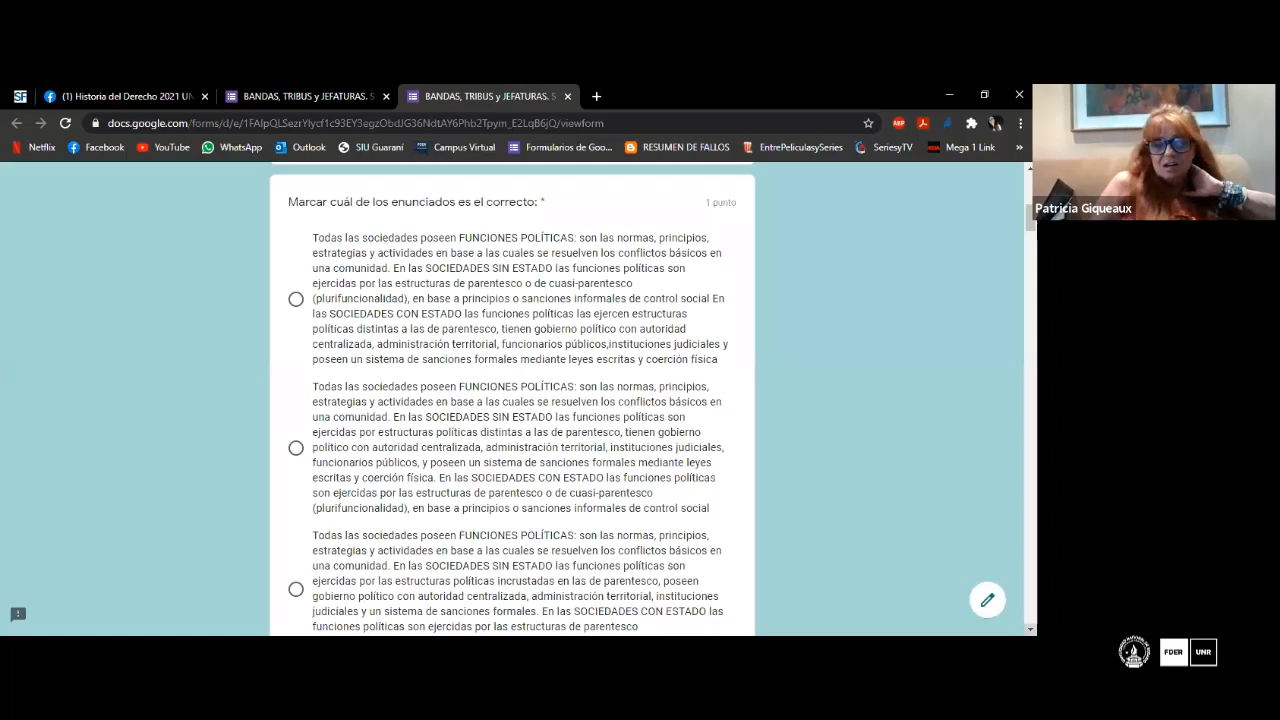 (1) Historia del Derecho 2021 UN
BANDAS, TRIBUS y JEFATURAS. S
BANDAS, TRIBUS y JEFATURAS. S
Netflix
Facebook
YouTube
WhatsApp
Outlook
SIU Guaraní
Campus Virtual
Formularios de Goo...
RESUMEN DE FALLOS
EntrePeliculasySeries
SeriesyTV
Mega 1 Link
»
Patricia Giqueaux
Marcar cuál de los enunciados es el correcto: *
1 punto
Todas las sociedades poseen FUNCIONES POLÍTICAS: son las normas, principios,
estrategias y actividades en base a las cuales se resuelven los conflictos básicos en
una comunidad. En las SOCIEDADES SIN ESTADO las funciones políticas son
ejercidas por las estructuras de parentesco o de cuasi-parentesco
(plurifuncionalidad), en base a principios o sanciones informales de control social En
las SOCIEDADES CON ESTADO las funciones políticas las ejercen estructuras
políticas distintas a las de parentesco, tienen gobierno político con autoridad
centralizada, administración territorial, funcionarios públicos,instituciones judiciales y
poseen un sistema de sanciones formales mediante leyes escritas y coerción física
Todas las sociedades poseen FUNCIONES POLÍTICAS: son las normas, principios,
estrategias y actividades en base a las cuales se resuelven los conflictos básicos en
una comunidad. En las SOCIEDADES SIN ESTADO las funciones políticas son
ejercidas por estructuras políticas distintas a las de parentesco, tienen gobierno
político con autoridad centralizada, administración territorial, instituciones judiciales,
funcionarios públicos, y poseen un sistema de sanciones formales mediante leyes
escritas y coerción física. En las SOCIEDADES CON ESTADO las funciones políticas
son ejercidas por las estructuras de parentesco o de cuasi-parentesco
(plurifuncionalidad), en base a principios o sanciones informales de control social
Todas las sociedades poseen FUNCIONES POLÍTICAS: son las normas, principios,
estrategias y actividades en base a las cuales se resuelven los conflictos básicos en
una comunidad. En las SOCIEDADES SIN ESTADO las funciones políticas son
ejercidas por las estructuras políticas incrustadas en las de parentesco, poseen
gobierno político con autoridad centralizada, administración territorial, instituciones
judiciales y un sistema de sanciones formales. En las SOCIEDADES CON ESTADO las
funciones políticas son ejercidas por las estructuras de parentesco
FDER
UNR